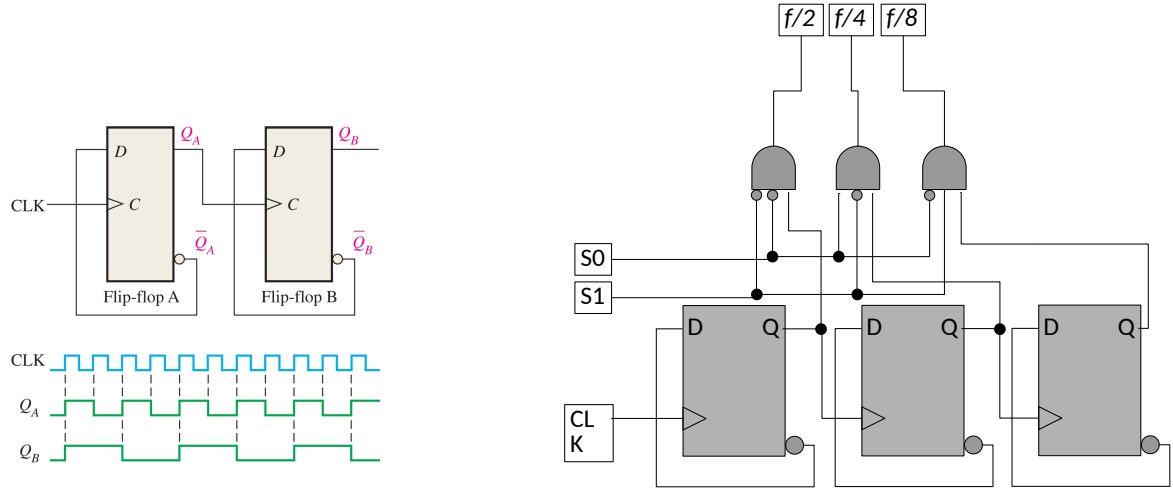 Q_A
Q_B
D
D
CLK
C
C
Q̅_A
Q̅_B
Flip-flop A
Flip-flop B
CLK
Q_A
Q_B
f/2
f/4
f/8
S0
S1
D
Q
D
Q
D
Q
CL
K